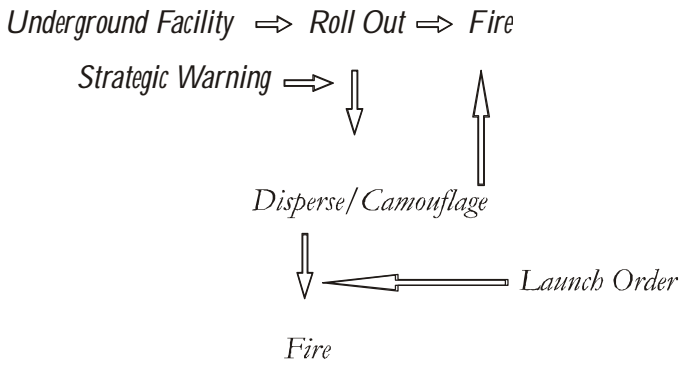 Underground Facility ⇨ Roll Out ⇨ Fire
Strategic Warning
Disperse/Camouflage
Launch Order
Fire